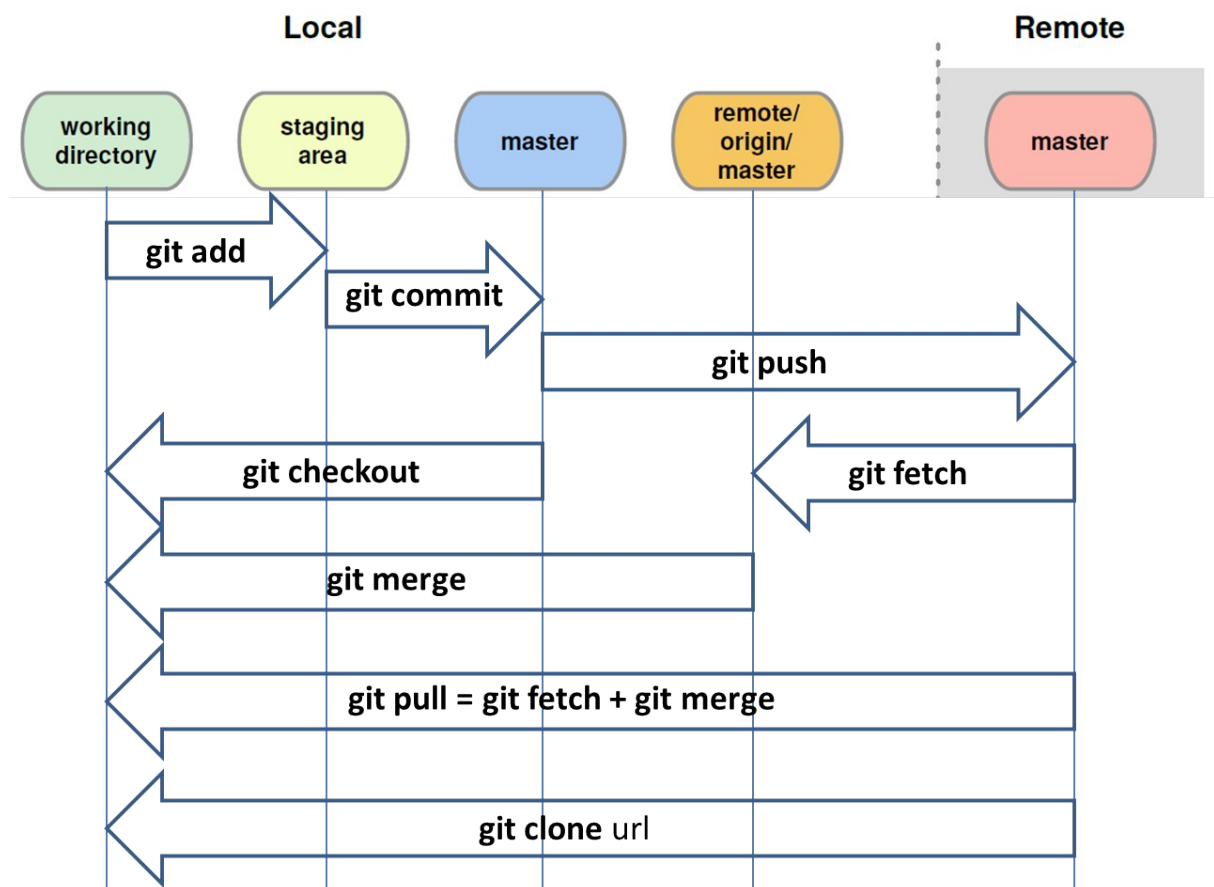 Local
Remote
working
directory
staging
area
master
remote/
origin/
master
master
git add
git commit
git push
git checkout
git fetch
git merge
git pull = git fetch + git merge
git clone url